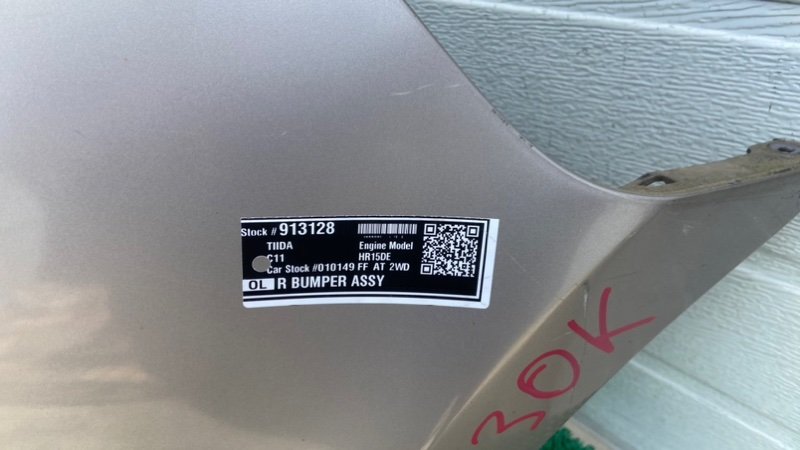 Stock # 913128
TIIDA Engine Model
C11 HR15DE
Car Stock #010149 FF AT 2WD
OL R BUMPER ASSY
30K